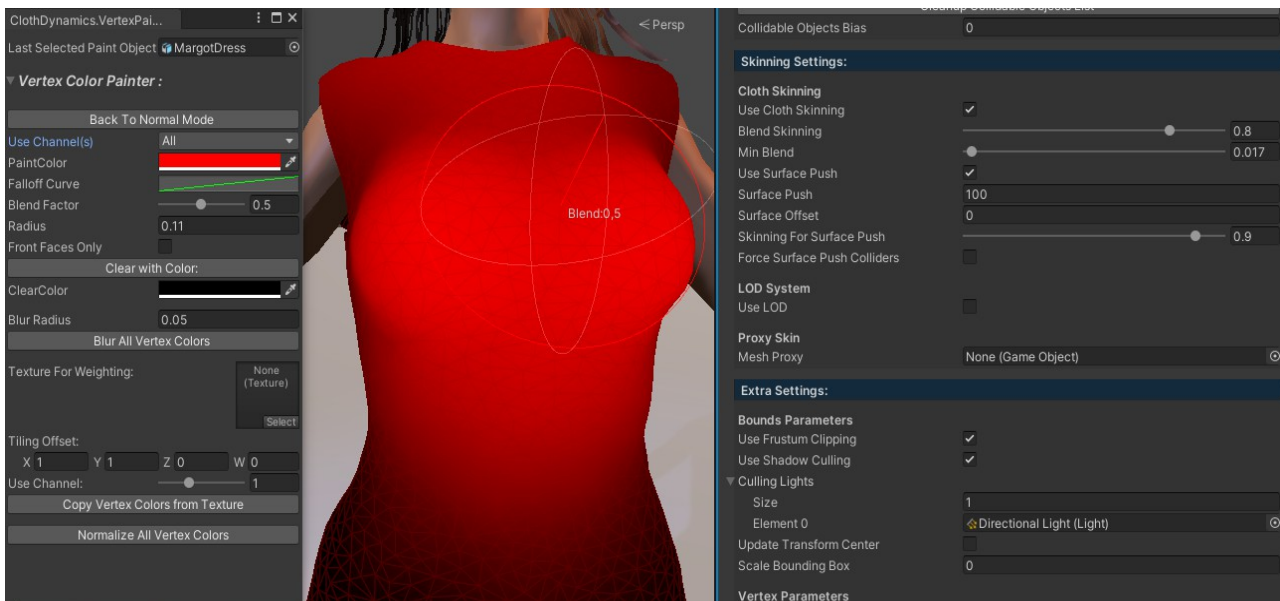 ClothDynamics.VertexPai...
Last Selected Paint Object MargotDress
Vertex Color Painter :
Back To Normal Mode
Use Channel(s) All
PaintColor
Falloff Curve
Blend Factor 0.5
Radius 0.11
Front Faces Only
Clear with Color:
ClearColor
Blur Radius 0.05
Blur All Vertex Colors
Texture For Weighting: None
(Texture)
Select
Tiling Offset:
X 1 Y 1 Z 0 W 0
Use Channel: 1
Copy Vertex Colors from Texture
Normalize All Vertex Colors
Persp
Blend:0,5
Cleanup Collidable Objects List
Collidable Objects Bias 0
Skinning Settings:
Cloth Skinning
Use Cloth Skinning
Blend Skinning 0.8
Min Blend 0.017
Use Surface Push
Surface Push 100
Surface Offset 0
Skinning For Surface Push 0.9
Force Surface Push Colliders
LOD System
Use LOD
Proxy Skin
Mesh Proxy None (Game Object)
Extra Settings:
Bounds Parameters
Use Frustum Clipping
Use Shadow Culling
Culling Lights
Size 1
Element 0 Directional Light (Light)
Update Transform Center
Scale Bounding Box 0
Vertex Parameters